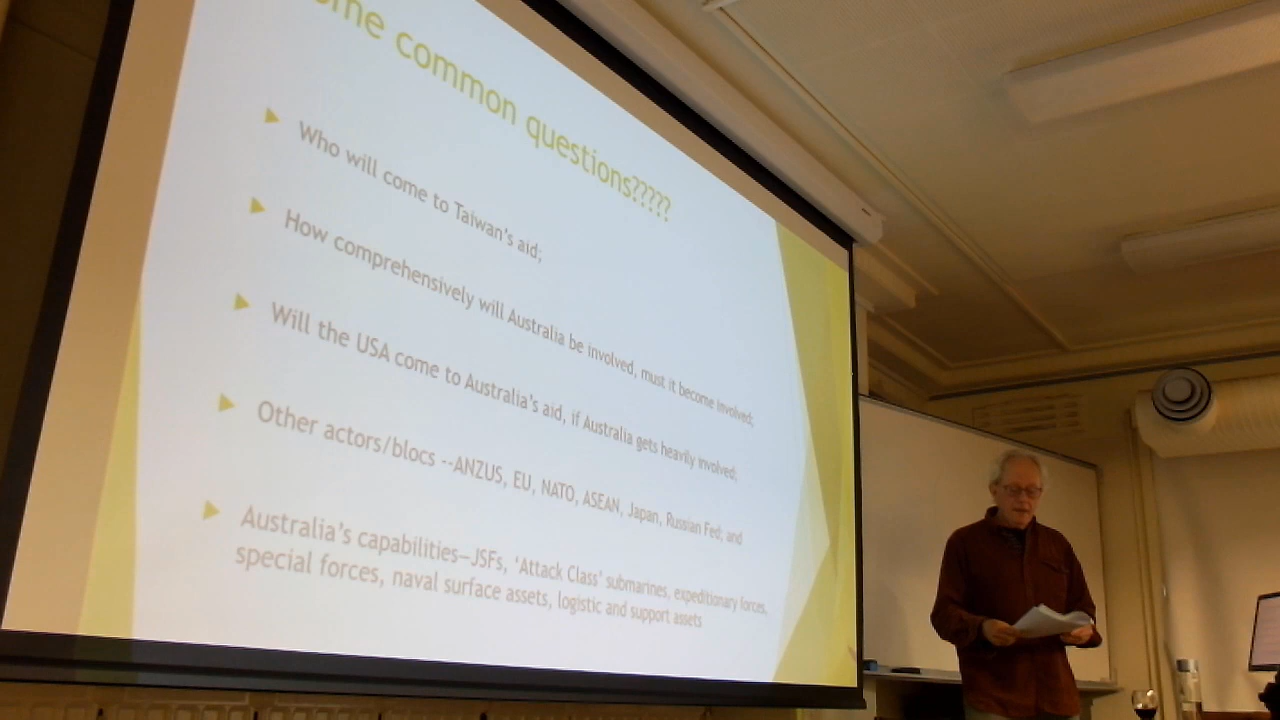 ome common questions?????
Who will come to Taiwan's aid;
How comprehensively will Australia be involved, must it become involved;
Will the USA come to Australia's aid, if Australia gets heavily involved;
Other actors/blocs --ANZUS, EU, NATO, ASEAN, Japan, Russian Fed; and
Australia's capabilities—JSFs, 'Attack Class' submarines, expeditionary forces,
special forces, naval surface assets, logistic and support assets